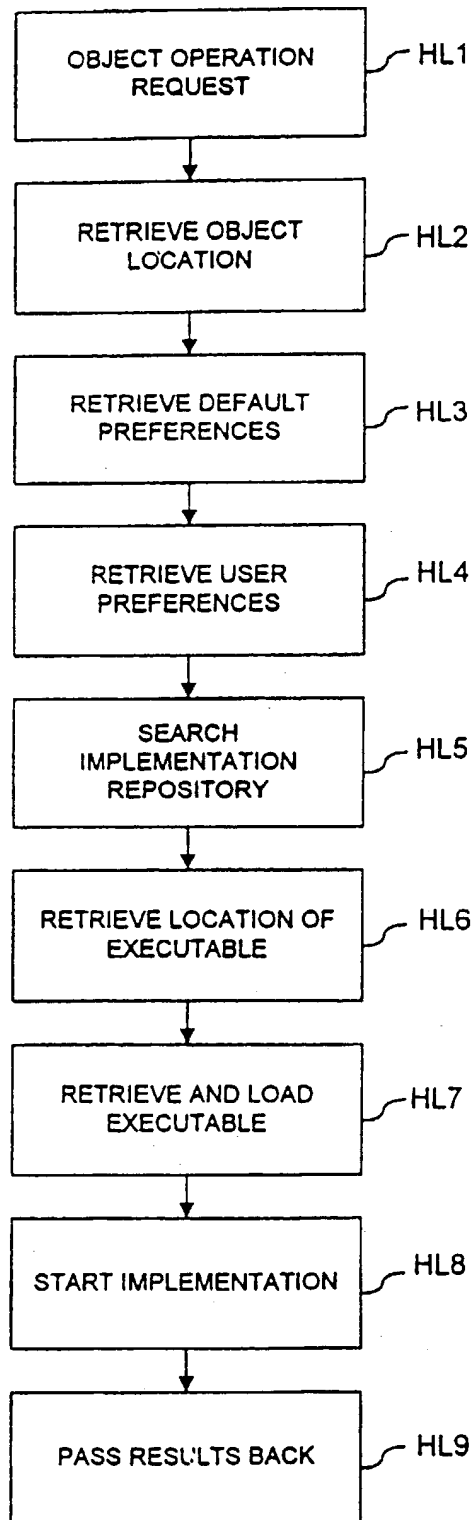 OBJECT OPERATION
REQUEST
HL1
RETRIEVE OBJECT
LOCATION
HL2
RETRIEVE DEFAULT
PREFERENCES
HL3
RETRIEVE USER
PREFERENCES
HL4
SEARCH
IMPLEMENTATION
REPOSITORY
HL5
RETRIEVE LOCATION OF
EXECUTABLE
HL6
RETRIEVE AND LOAD
EXECUTABLE
HL7
START IMPLEMENTATION
HL8
PASS RESULTS BACK
HL9